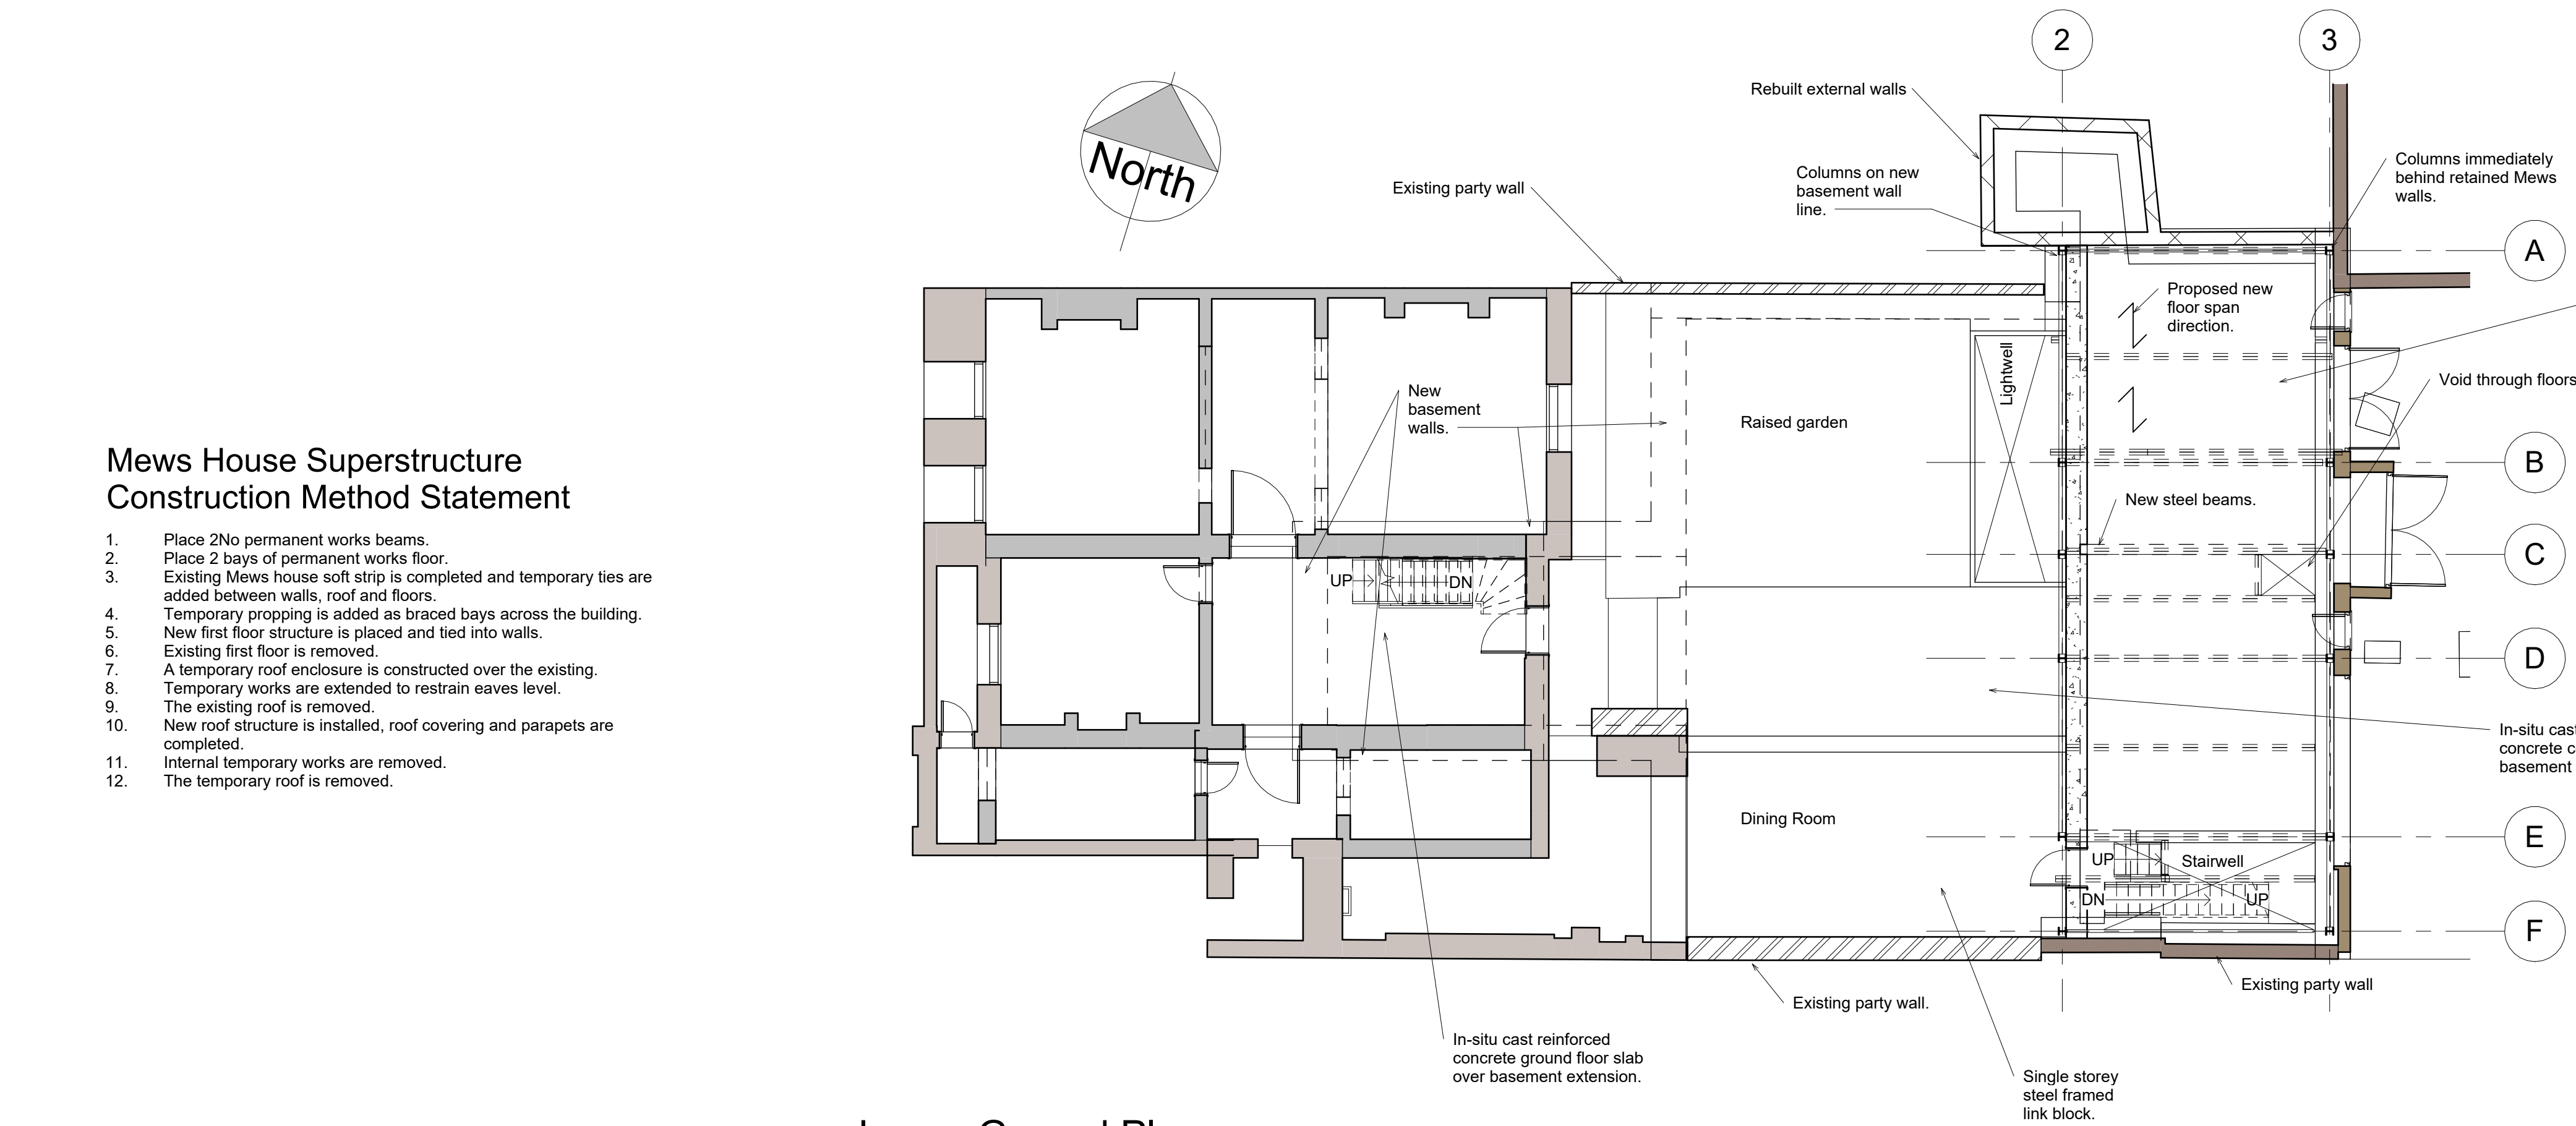 2
3
Rebuilt external walls
Columns immediately
behind retained Mews
walls.
North
Existing party wall
Columns on new
basement wall
line.
A
Proposed new
floor span
direction.
Lightwell
Void through floors
New
basement
walls.
Raised garden
Mews House Superstructure
Construction Method Statement
B
New steel beams.
1. Place 2No permanent works beams.
2. Place 2 bays of permanent works floor.
3. Existing Mews house soft strip is completed and temporary ties are
added between walls, roof and floors.
4. Temporary propping is added as braced bays across the building.
5. New first floor structure is placed and tied into walls.
6. Existing first floor is removed.
7. A temporary roof enclosure is constructed over the existing.
8. Temporary works are extended to restrain eaves level.
9. The existing roof is removed.
10. New roof structure is installed, roof covering and parapets are
completed.
11. Internal temporary works are removed.
12. The temporary roof is removed.
C
UP
DN
D
In-situ cast
concrete
basement
Dining Room
E
UP
Stairwell
DN
UP
F
Existing party wall
Existing party wall.
In-situ cast reinforced
concrete ground floor slab
over basement extension.
Single storey
steel framed
link block.